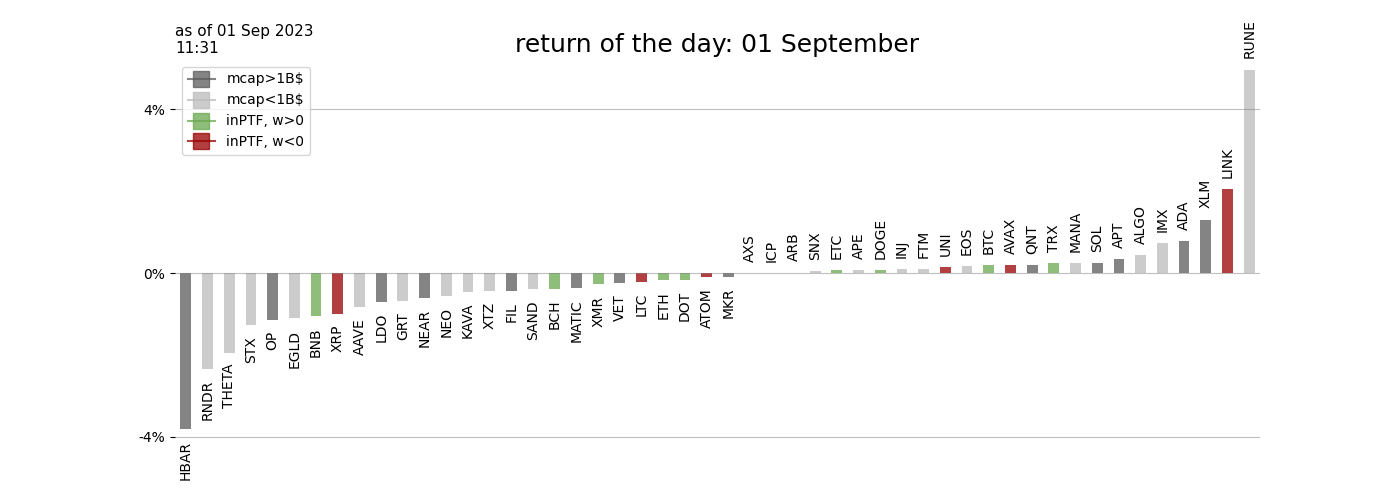 as of 01 Sep 2023
11:31
return of the day: 01 September
mcap>1B$
mcap<1B$
inPTF, w>0
inPTF, w<0
4%
0%
-4%
HBAR
RNDR
THETA
STX
OP
EGLD
BNB
XRP
AAVE
LDO
GRT
NEAR
NEO
KAVA
XTZ
FIL
SAND
BCH
MATIC
XMR
VET
LTC
ETH
DOT
ATOM
MKR
AXS
ICP
ARB
SNX
ETC
APE
DOGE
INJ
FTM
UNI
EOS
BTC
AVAX
QNT
TRX
MANA
SOL
APT
ALGO
IMX
ADA
XLM
LINK
RUNE